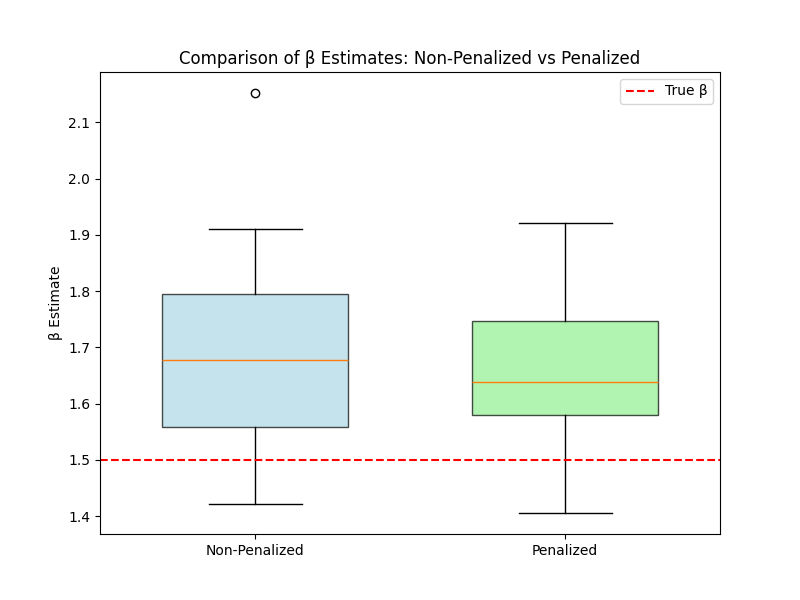 Comparison of β Estimates: Non-Penalized vs Penalized
True β
β Estimate
2.1
2.0
1.9
1.8
1.7
1.6
1.5
1.4
Non-Penalized
Penalized